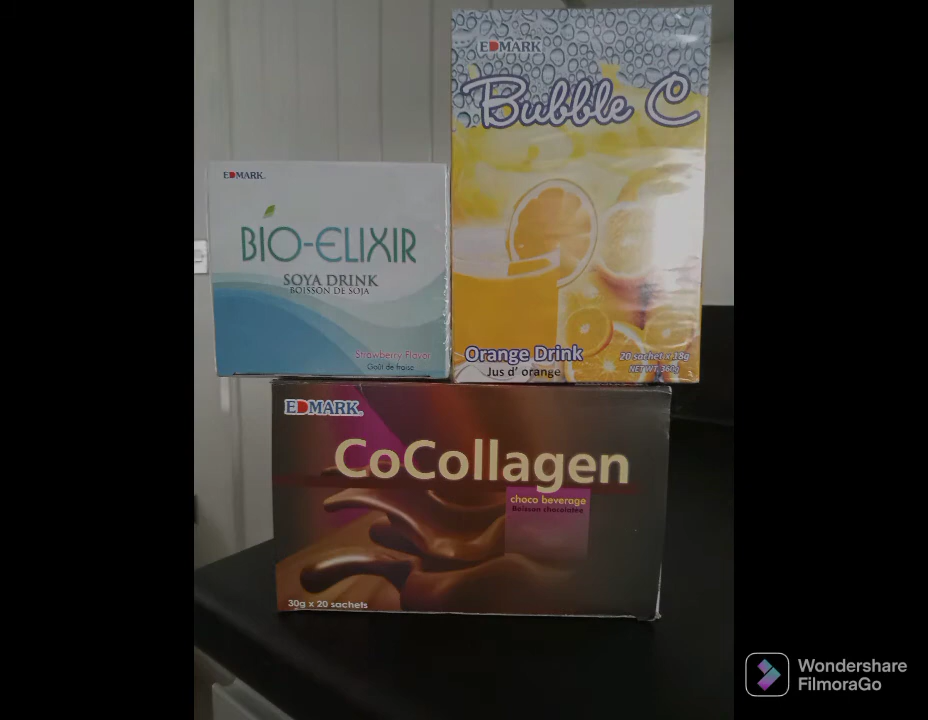 EDMARK.
BIO-ELIXIR
SOYA DRINK
BOISSON DE SOJA
Strawberry Flavor
Goût de fraise
EDMARK
Bubble C
Orange Drink
Jus d' orange
20 sachet x 18g
NET WT. 360g
EDMARK.
CoCollagen
choco beverage
Boisson chocolatée
30g x 20 sachets
Wondershare
FilmoraGo